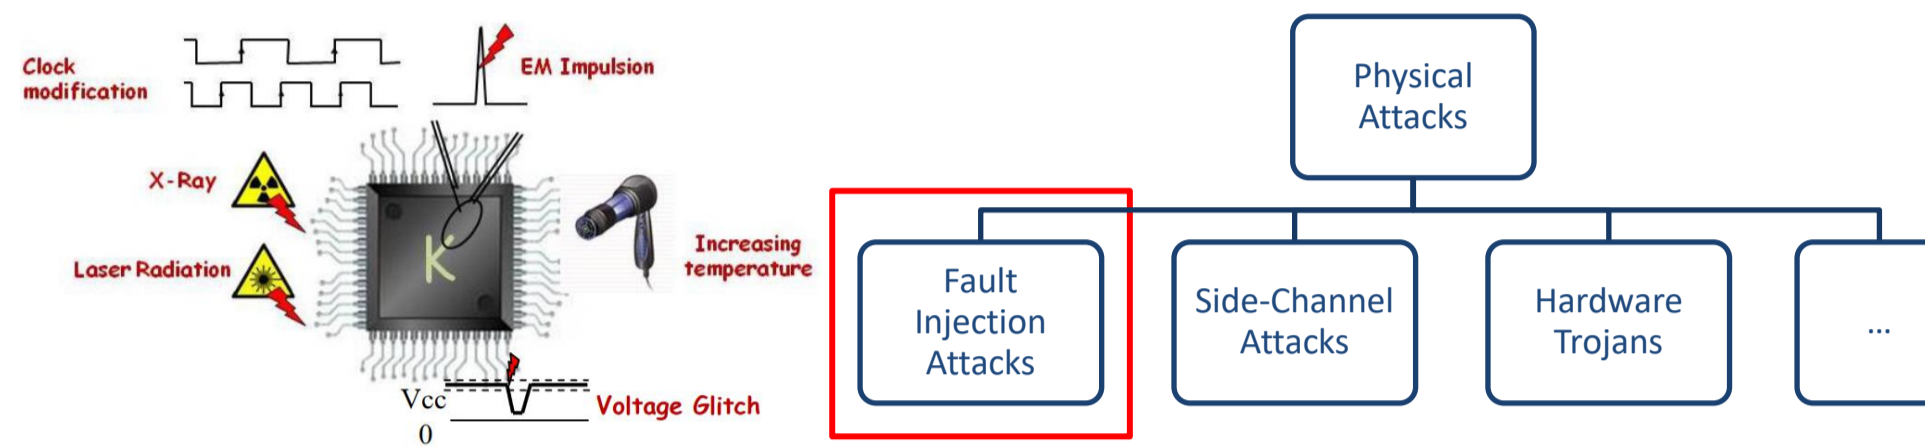 Clock
modification
EM Impulsion
X-Ray
Laser Radiation
K
Increasing
temperature
Vcc
0
Voltage Glitch
Physical
Attacks
Fault
Injection
Attacks
Side-Channel
Attacks
Hardware
Trojans
...